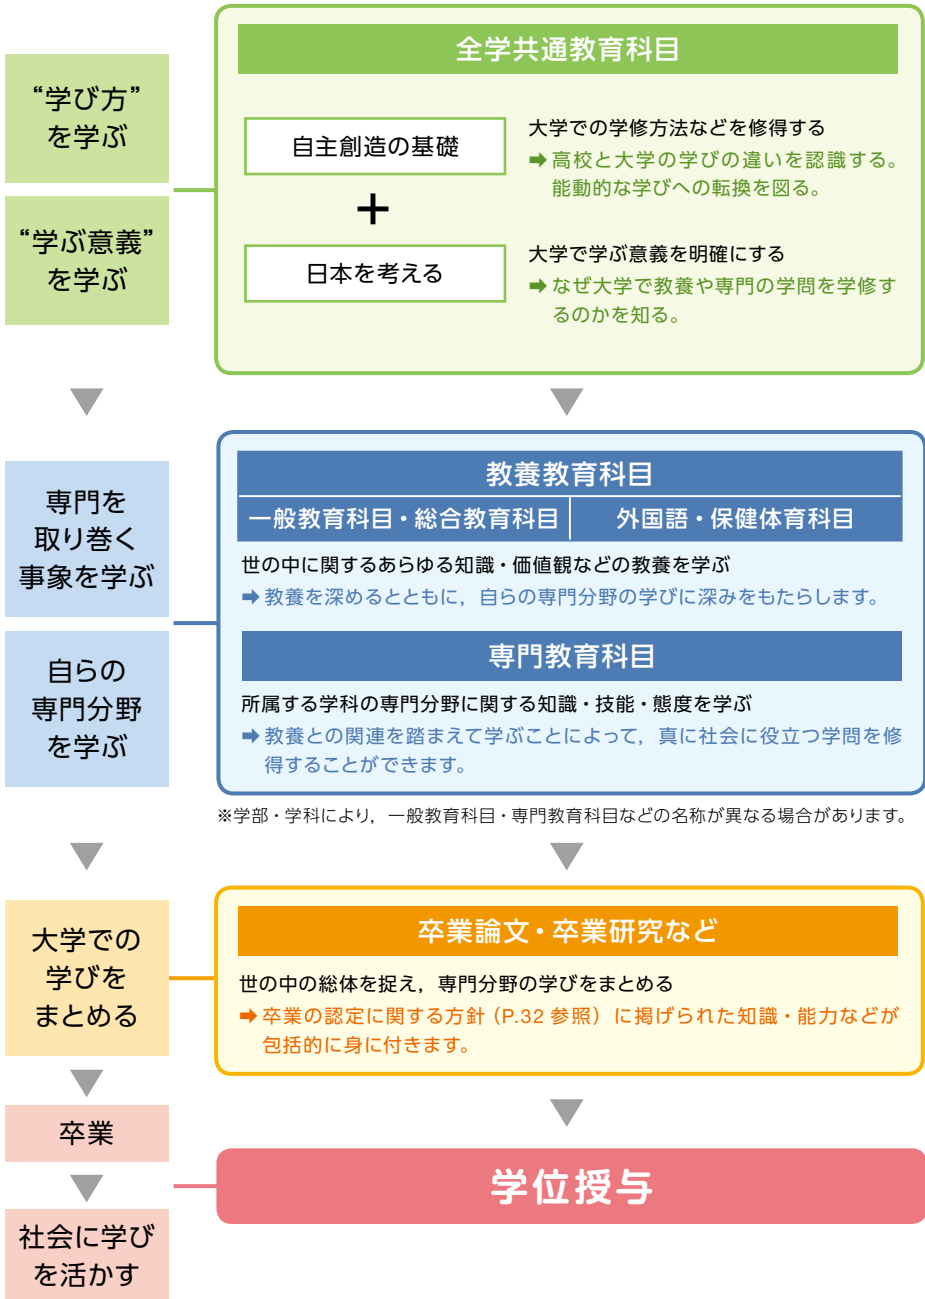 “学び方”
を学ぶ
“学ぶ意義”
を学ぶ
全学共通教育科目
自主創造の基礎
大学での学修方法などを修得する
➡高校と大学の学びの違いを認識する。
能動的な学びへの転換を図る。
＋
日本を考える
大学で学ぶ意義を明確にする
➡なぜ大学で教養や専門の学問を学修す
るのかを知る。
専門を
取り巻く
事象を学ぶ
自らの
専門分野
を学ぶ
教養教育科目
一般教育科目・総合教育科目
外国語・保健体育科目
世の中に関するあらゆる知識・価値観などの教養を学ぶ
➡教養を深めるとともに，自らの専門分野の学びに深みをもたらします。
専門教育科目
所属する学科の専門分野に関する知識・技能・態度を学ぶ
➡教養との関連を踏まえて学ぶことによって，真に社会に役立つ学問を修
得することができます。
※学部・学科により，一般教育科目・専門教育科目などの名称が異なる場合があります。
大学での
学びを
まとめる
卒業論文・卒業研究など
世の中の総体を捉え，専門分野の学びをまとめる
➡卒業の認定に関する方針（P.32 参照）に掲げられた知識・能力などが
包括的に身に付きます。
卒業
学位授与
社会に学び
を活かす